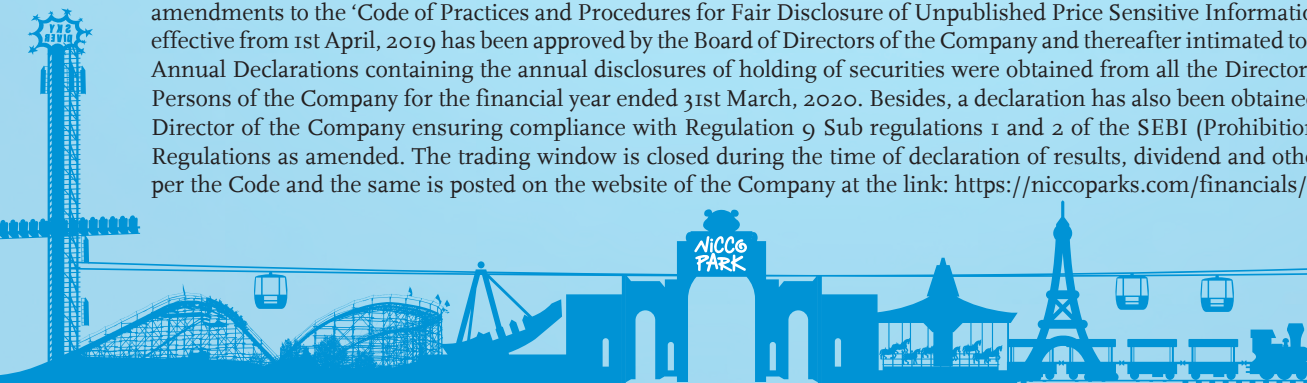 amendments to the ‘Code of Practices and Procedures for Fair Disclosure of Unpublished Price Sensitive Informatio
effective from 1st April, 2019 has been approved by the Board of Directors of the Company and thereafter intimated to
Annual Declarations containing the annual disclosures of holding of securities were obtained from all the Director
Persons of the Company for the financial year ended 31st March, 2020. Besides, a declaration has also been obtaine
Director of the Company ensuring compliance with Regulation 9 Sub regulations 1 and 2 of the SEBI (Prohibition
Regulations as amended. The trading window is closed during the time of declaration of results, dividend and othe
per the Code and the same is posted on the website of the Company at the link: https://niccoparks.com/financials/
SKY
DIVER
NICCO
PARK